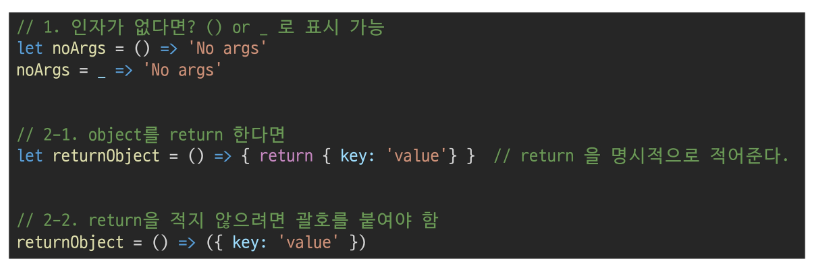 // 1. 인자가 없다면? () or _ 로 표시 가능
let noArgs = () => 'No args'
noArgs = _ => 'No args'
// 2-1. object를 return 한다면
let returnObject = () => { return { key: 'value'} }  // return 을 명시적으로 적어준다.
// 2-2. return을 적지 않으려면 괄호를 붙여야 함
returnObject = () => ({ key: 'value' })